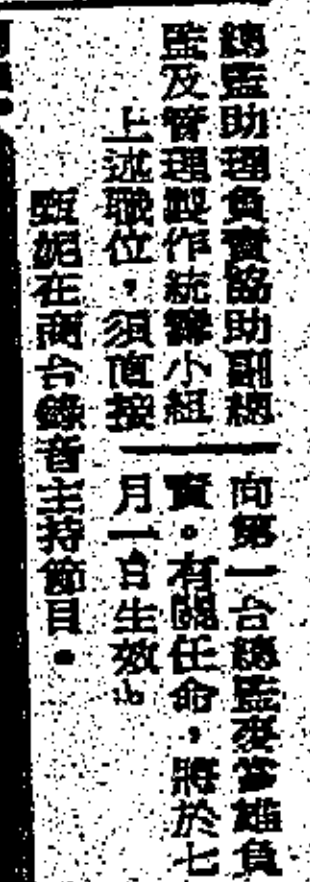 總監助理負責協助副總
監及管理製作統籌小組
上述職位,須直接
向第一台總監麥當雄負
責。有關任命,將於七
月一日生效。
甄妮在商台錄音主持節目。